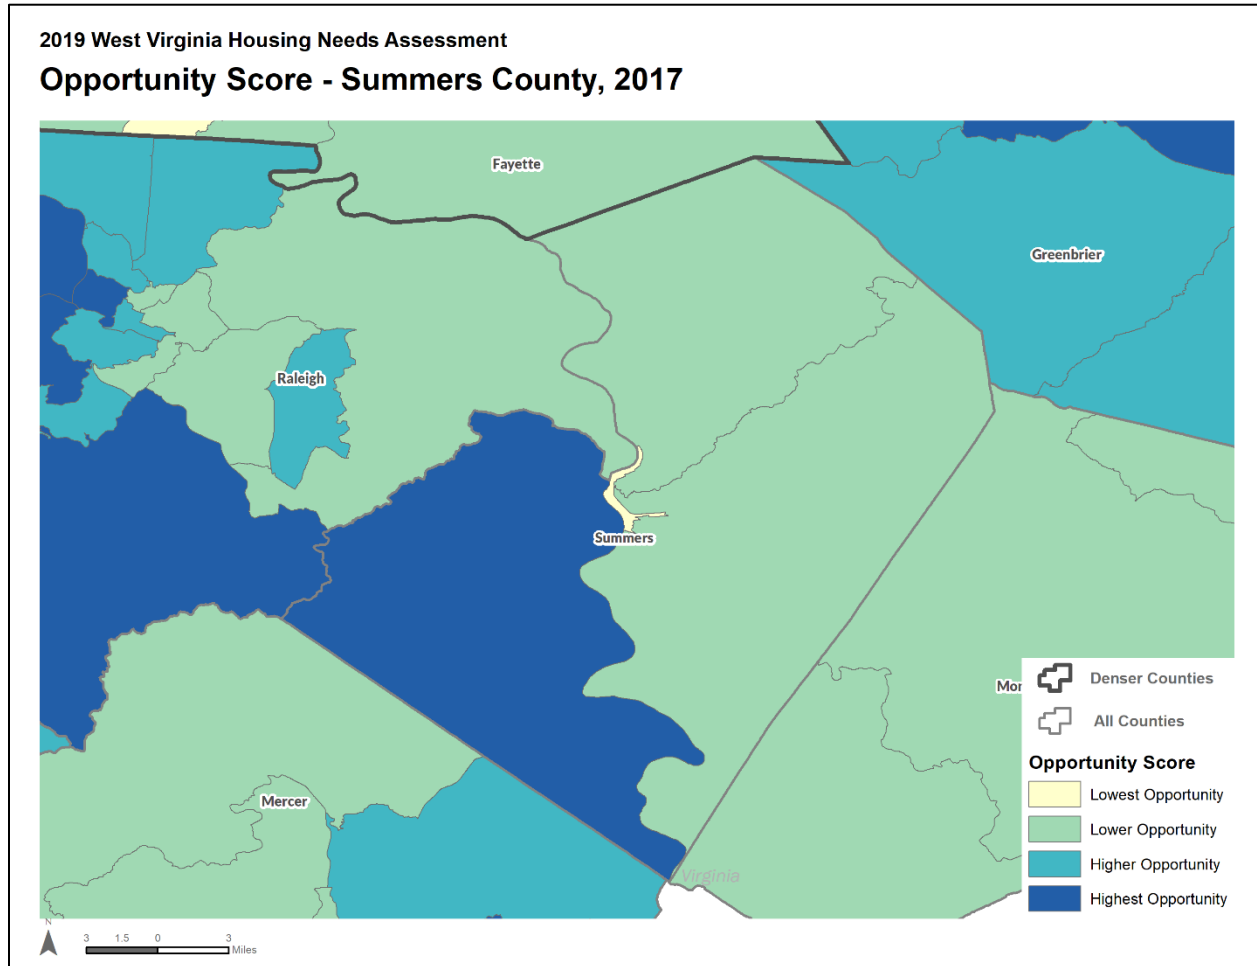 2019 West Virginia Housing Needs Assessment
Opportunity Score - Summers County, 2017
Fayette
Greenbrier
Raleigh
Summers
Mon
Mercer
Virginia
Denser Counties
All Counties
Opportunity Score
Lowest Opportunity
Lower Opportunity
Higher Opportunity
Highest Opportunity
N
3 1.5 0 3
Miles